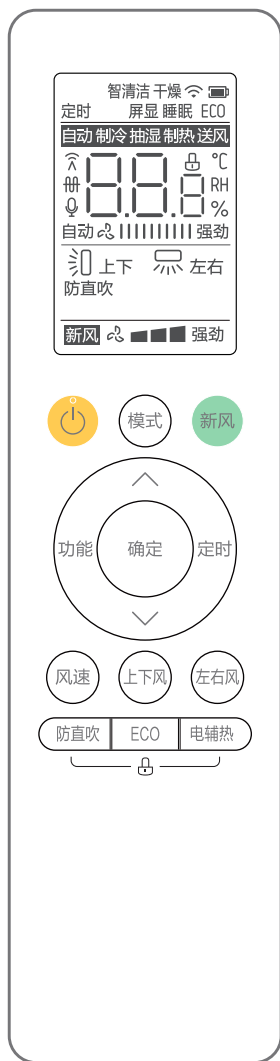 智清洁 干燥
定时 屏显 睡眠 ECO
自动 制冷 抽湿 制热 送风
88.8 ℃
RH
%
自动 强劲
上下 左右
防直吹
新风 强劲
模式 新风
功能 确定 定时
风速 上下风 左右风
防直吹 ECO 电辅热